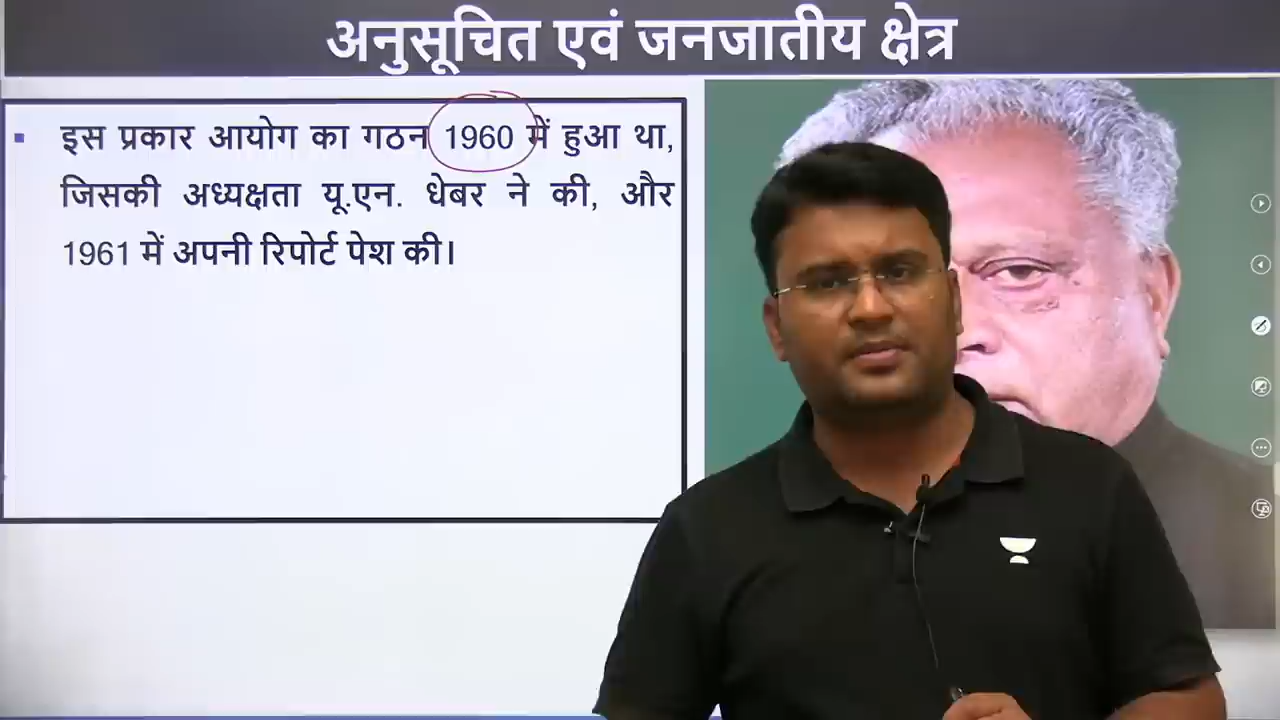 अनुसूचित एवं जनजातीय क्षेत्र
इस प्रकार आयोग का गठन 1960 में हुआ था,
जिसकी अध्यक्षता यू.एन. धेबर ने की, और
1961 में अपनी रिपोर्ट पेश की।